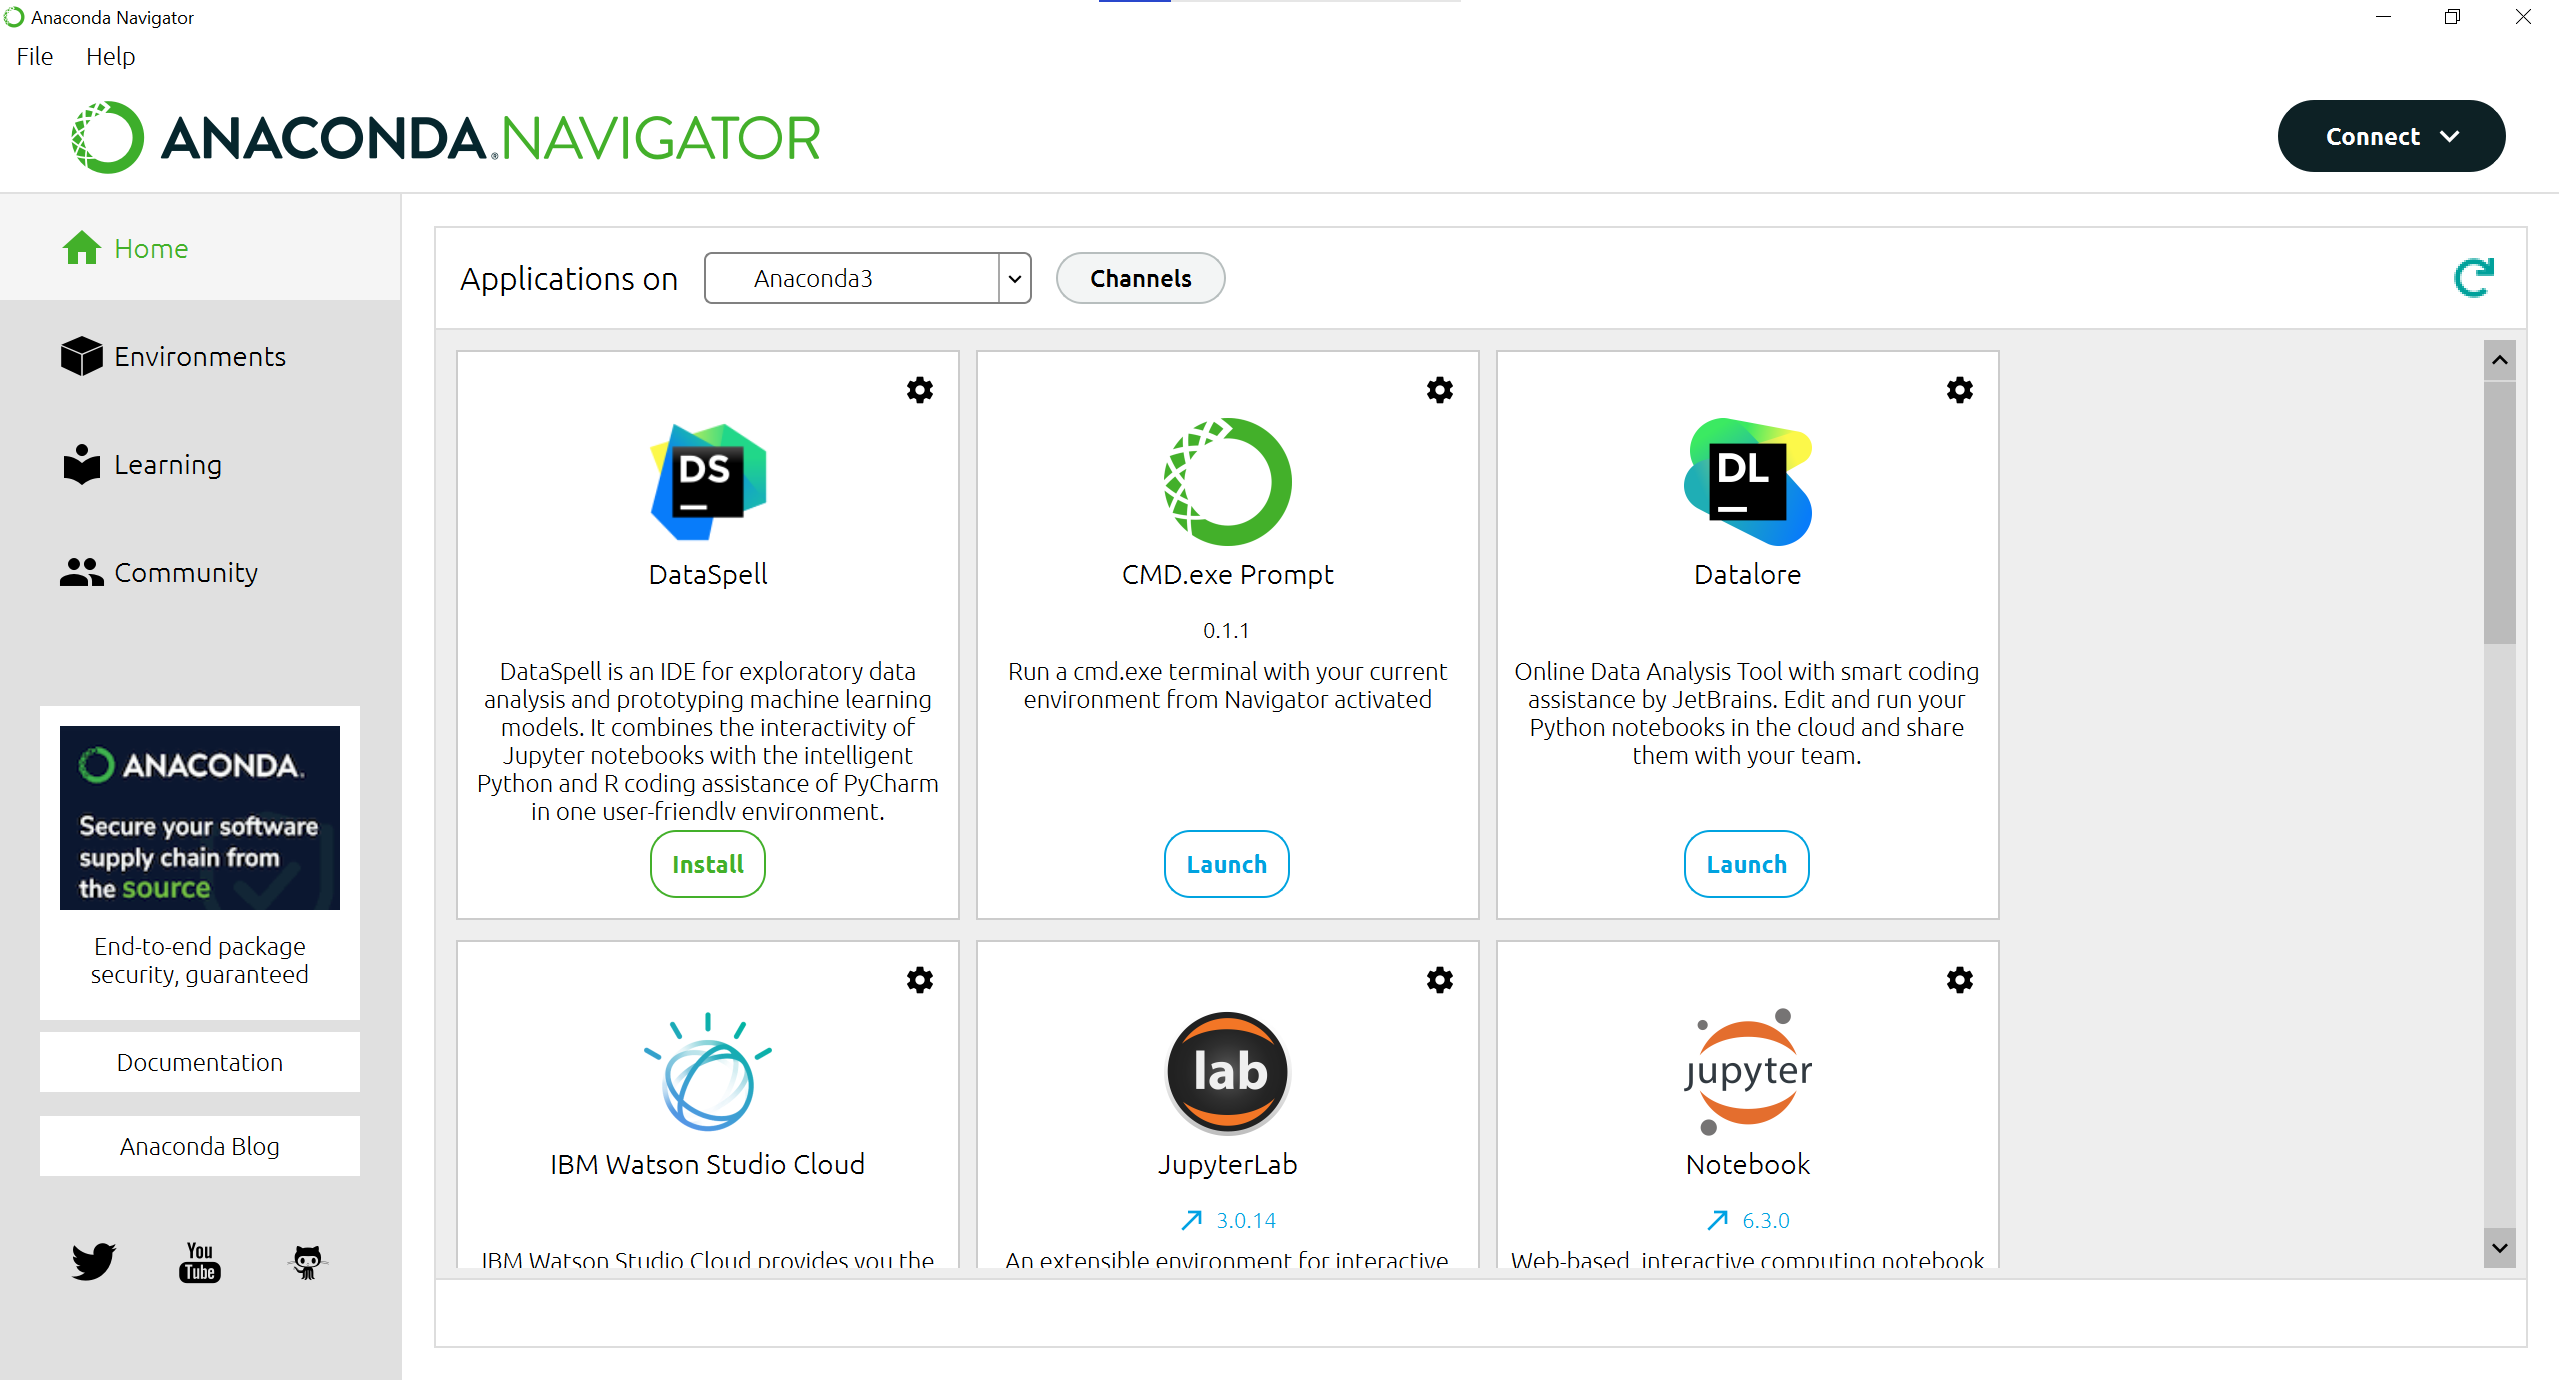 Anaconda Navigator
File Help
ANACONDA.NAVIGATOR
Connect
Home
Environments
Learning
Community
ANACONDA.
Secure your software
supply chain from
the source
End-to-end package
security, guaranteed
Documentation
Anaconda Blog
You
Tube
Applications on Anaconda3 Channels
DS
DataSpell
DataSpell is an IDE for exploratory data
analysis and prototyping machine learning
models. It combines the interactivity of
Jupyter notebooks with the intelligent
Python and R coding assistance of PyCharm
in one user-friendly environment.
Install
CMD.exe Prompt
0.1.1
Run a cmd.exe terminal with your current
environment from Navigator activated
Launch
DL
Datalore
Online Data Analysis Tool with smart coding
assistance by JetBrains. Edit and run your
Python notebooks in the cloud and share
them with your team.
Launch
IBM Watson Studio Cloud
IBM Watson Studio Cloud provides you the
lab
JupyterLab
3.0.14
An extensible environment for interactive
jupyter
Notebook
6.3.0
Web-based, interactive computing notebook